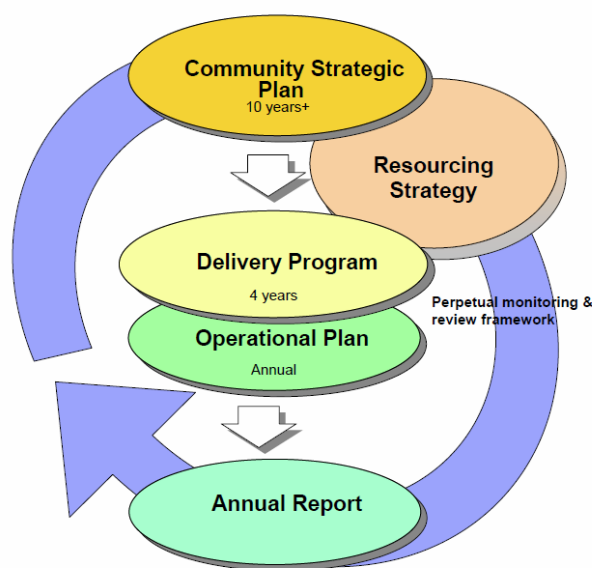 Community Strategic
Plan
10 years+
Resourcing
Strategy
Delivery Program
4 years
Perpetual monitoring &
review framework
Operational Plan
Annual
Annual Report